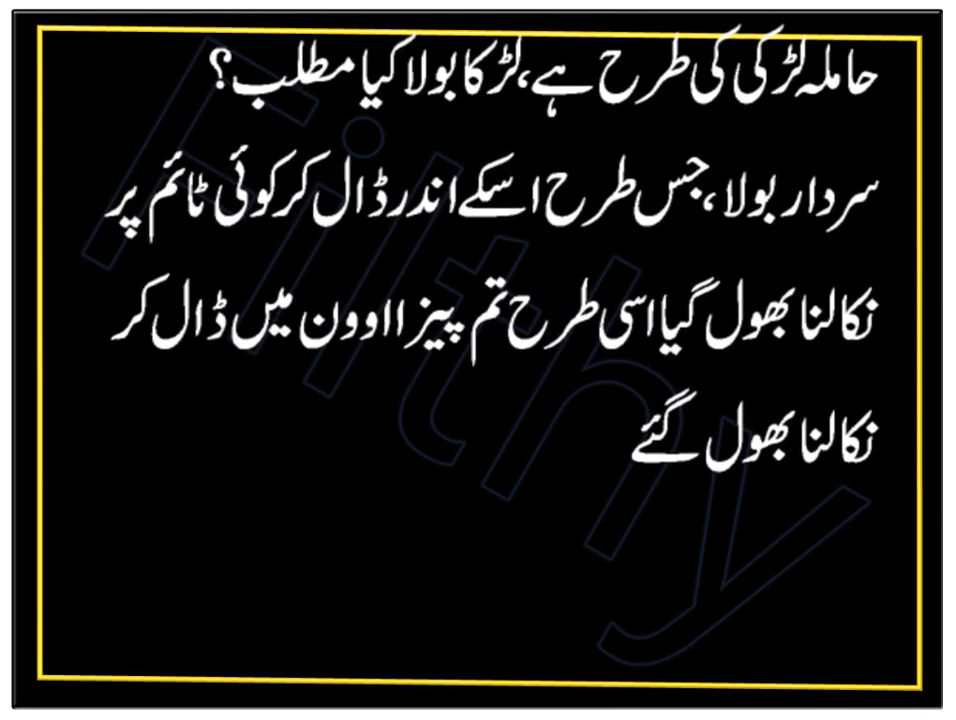 حاملہ لڑکی کی طرح ہے، لڑکا بولا کیا مطلب؟
سردار بولا، جس طرح اسکے اندر ڈال کر کوئی ٹائم پر
نکالنا بھول گیا اسی طرح تم پیزا اوون میں ڈال کر
نکالنا بھول گئے
Filthy